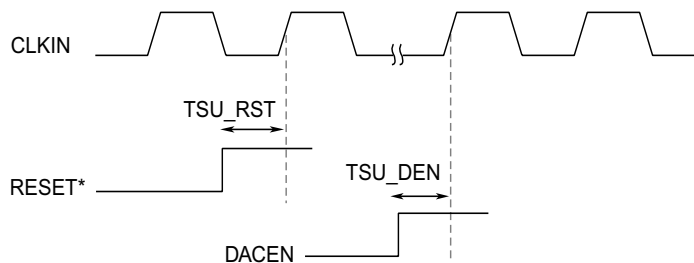 CLKIN
TSU_RST
TSU_DEN
RESET*
DACEN